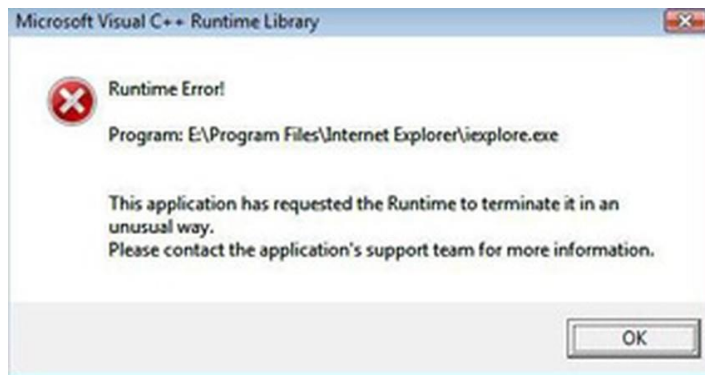 Microsoft Visual C++ Runtime Library
Runtime Error!
Program: E:\Program Files\Internet Explorer\iexplore.exe
This application has requested the Runtime to terminate it in an
unusual way.
Please contact the application's support team for more information.
OK